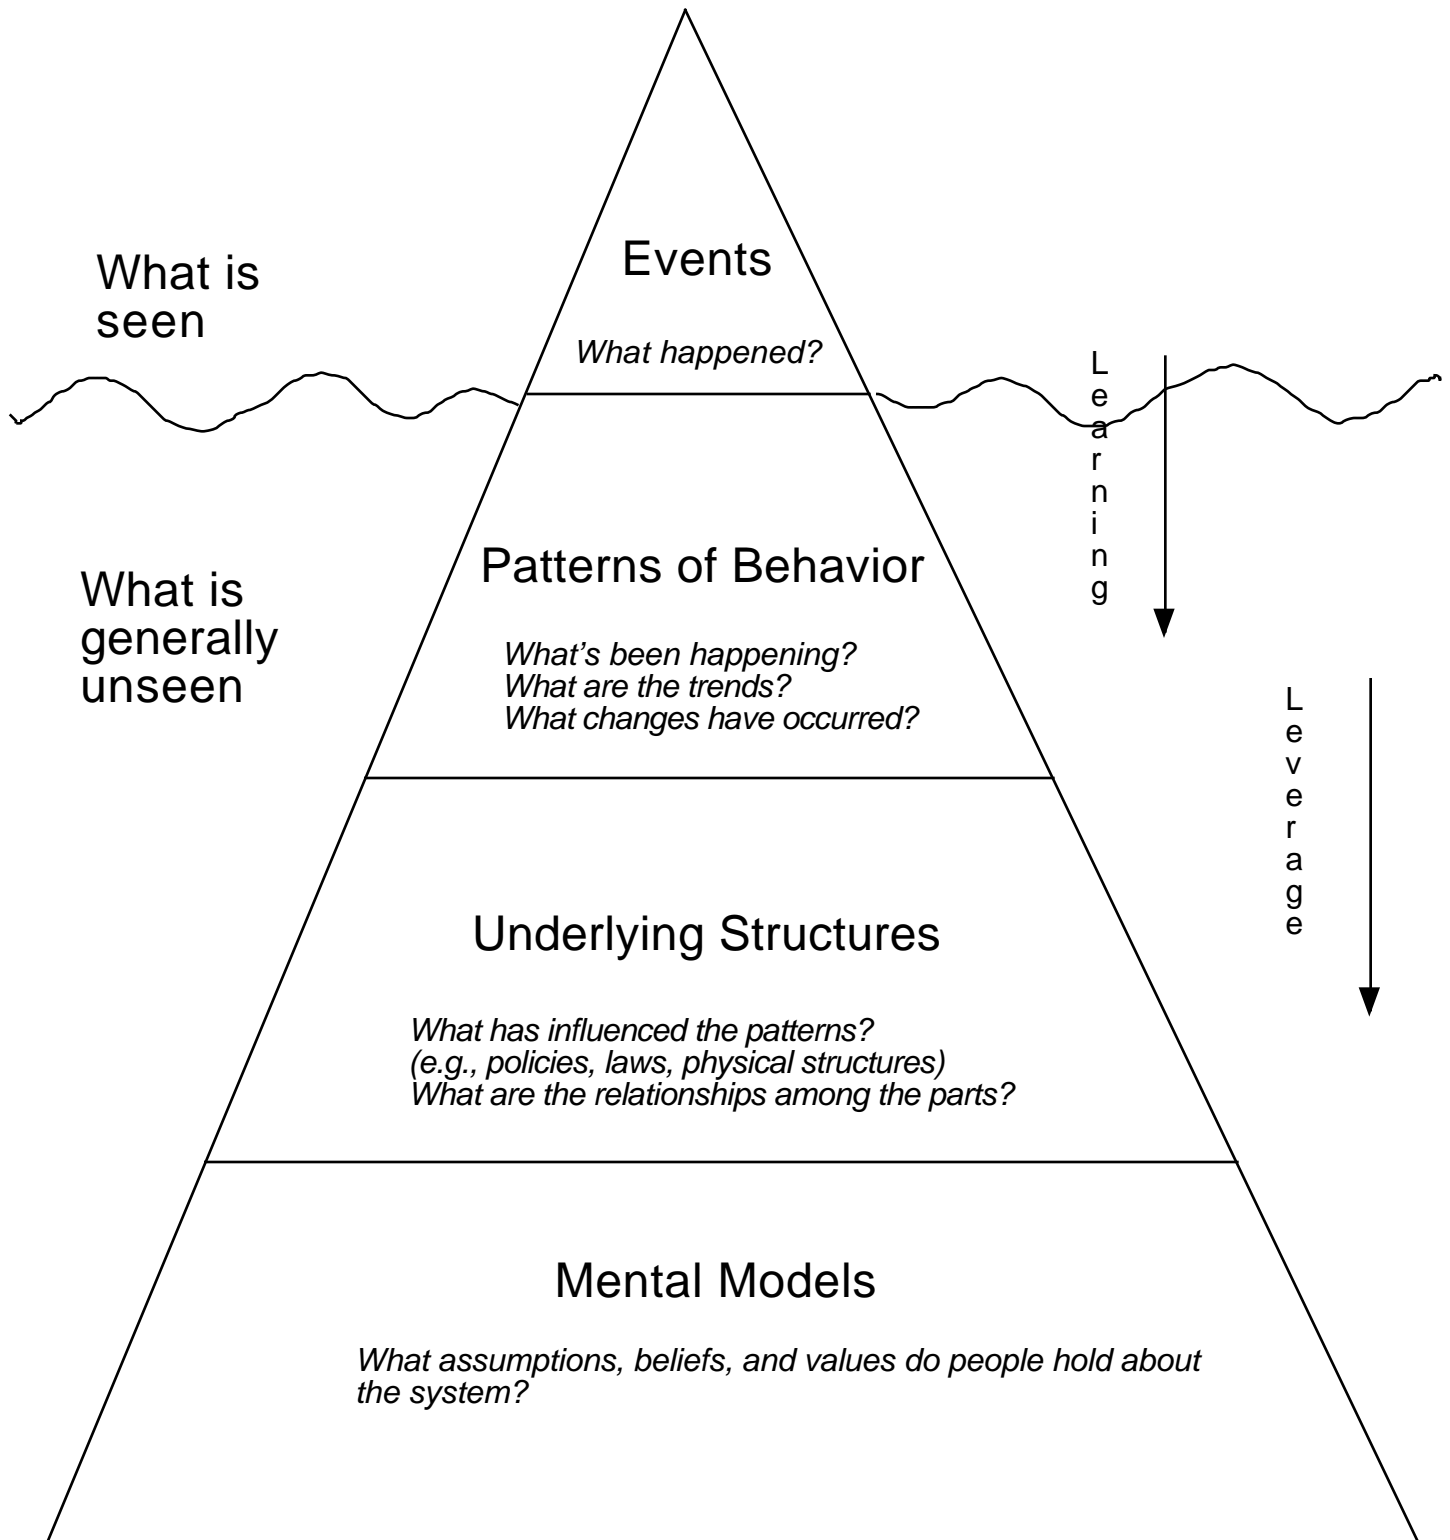 Events
What is
seen
What happened?
Learning
Patterns of Behavior
What is
generally
unseen
What's been happening?
What are the trends?
What changes have occurred?
Leverage
Underlying Structures
What has influenced the patterns?
(e.g., policies, laws, physical structures)
What are the relationships among the parts?
Mental Models
What assumptions, beliefs, and values do people hold about
the system?